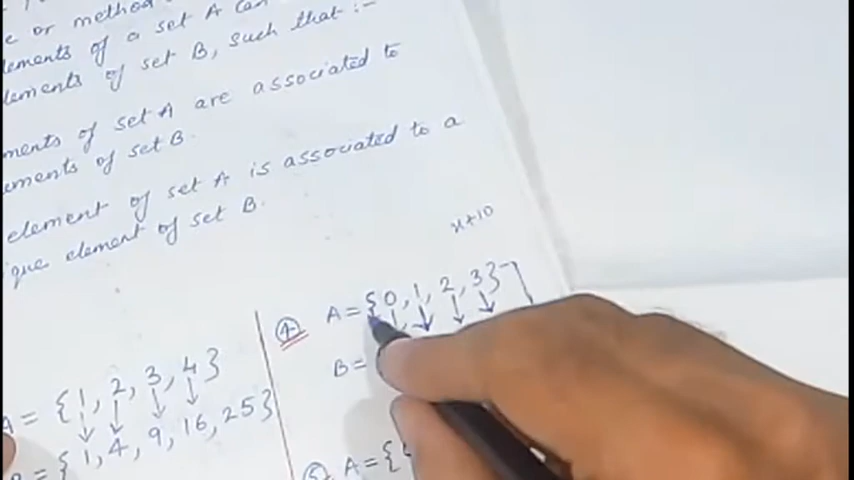 e or method
elements of a set A can
lements of set B, such that :-
ments of set A are associated to
ements of set B.
element of set A is associated to a
ique element of set B.
x+10
④ A = {0, 1, 2, 3}
B =
A = {1, 2, 3, 4}
B = {1, 4, 9, 16, 25}
⑤ A = {